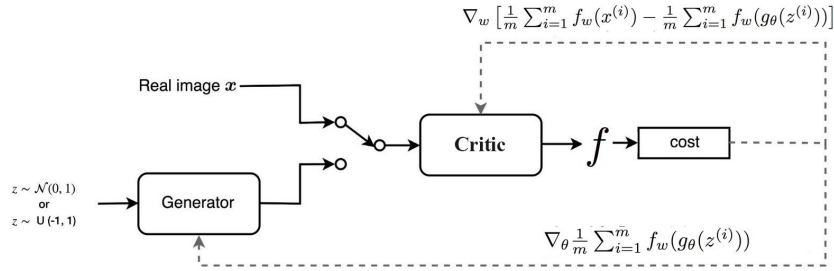 ∇_w [1/m ∑_{i=1}^{m} f_w(x^{(i)}) − 1/m ∑_{i=1}^{m} f_w(g_θ(z^{(i)}))]
Real image x
Critic
f
cost
z ∼ 𝒩(0, 1)
or
z ∼ U (-1, 1)
Generator
∇_θ 1/m ∑_{i=1}^{m} f_w(g_θ(z^{(i)}))